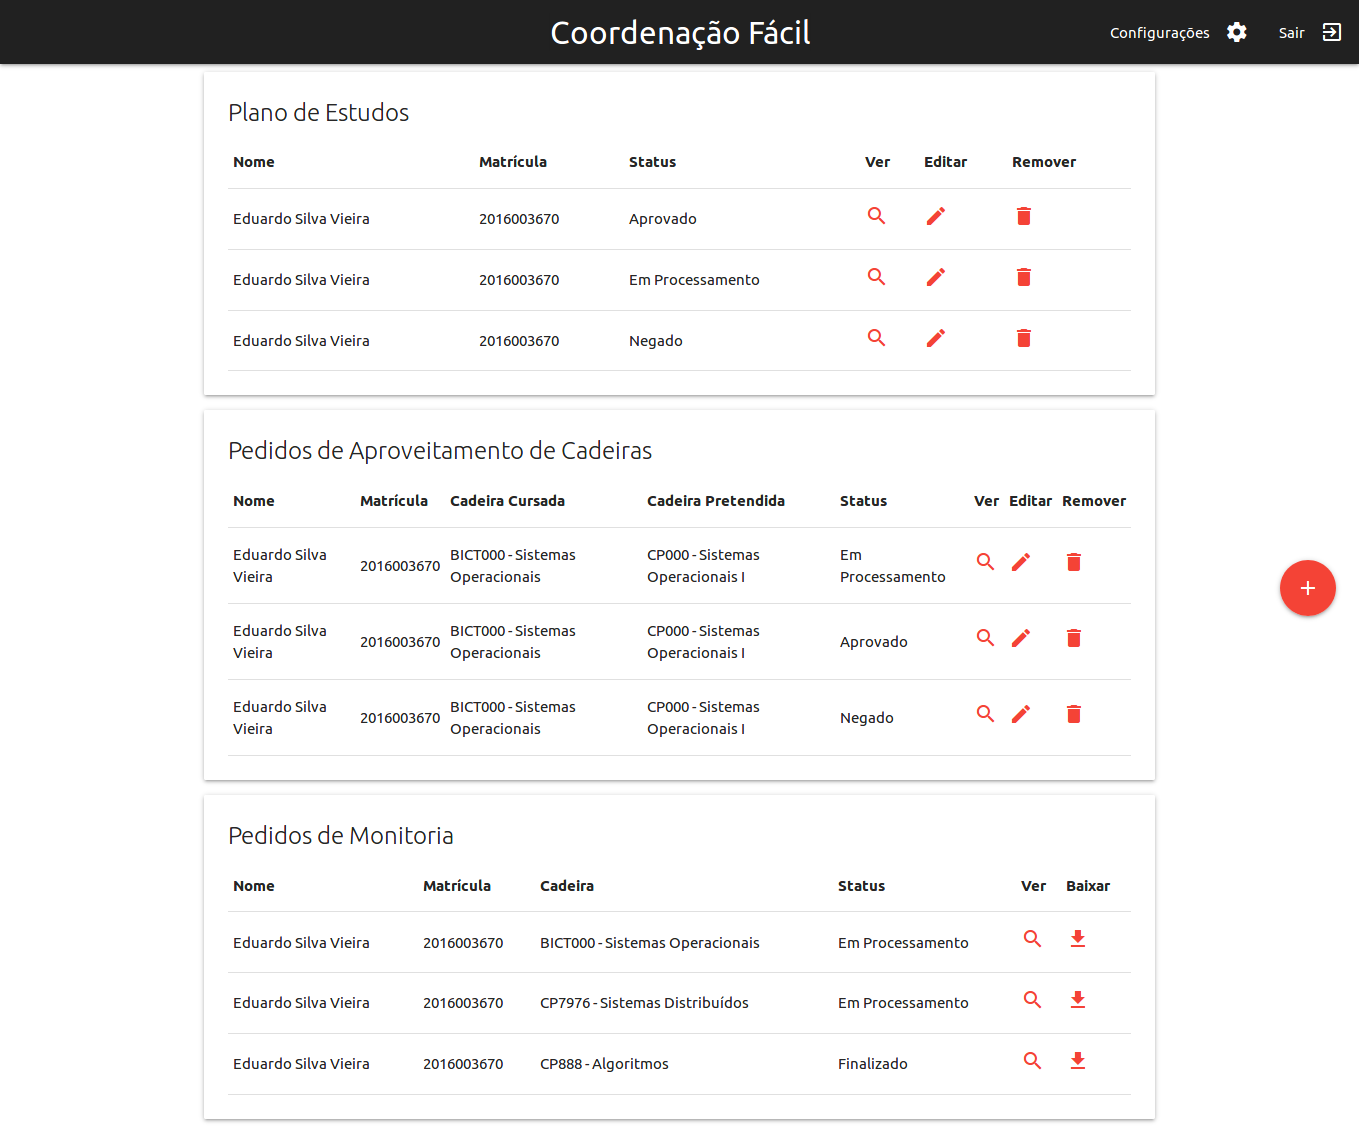 Coordenação Fácil
Configurações Sair
Plano de Estudos
Nome Matrícula Status Ver Editar Remover
Eduardo Silva Vieira 2016003670 Aprovado
Eduardo Silva Vieira 2016003670 Em Processamento
Eduardo Silva Vieira 2016003670 Negado
Pedidos de Aproveitamento de Cadeiras
Nome Matrícula Cadeira Cursada Cadeira Pretendida Status Ver Editar Remover
Eduardo Silva Vieira 2016003670 BICT000 - Sistemas Operacionais CP000 - Sistemas Operacionais I Em Processamento
Eduardo Silva Vieira 2016003670 BICT000 - Sistemas Operacionais CP000 - Sistemas Operacionais I Aprovado
Eduardo Silva Vieira 2016003670 BICT000 - Sistemas Operacionais CP000 - Sistemas Operacionais I Negado
Pedidos de Monitoria
Nome Matrícula Cadeira Status Ver Baixar
Eduardo Silva Vieira 2016003670 BICT000 - Sistemas Operacionais Em Processamento
Eduardo Silva Vieira 2016003670 CP7976 - Sistemas Distribuídos Em Processamento
Eduardo Silva Vieira 2016003670 CP888 - Algoritmos Finalizado